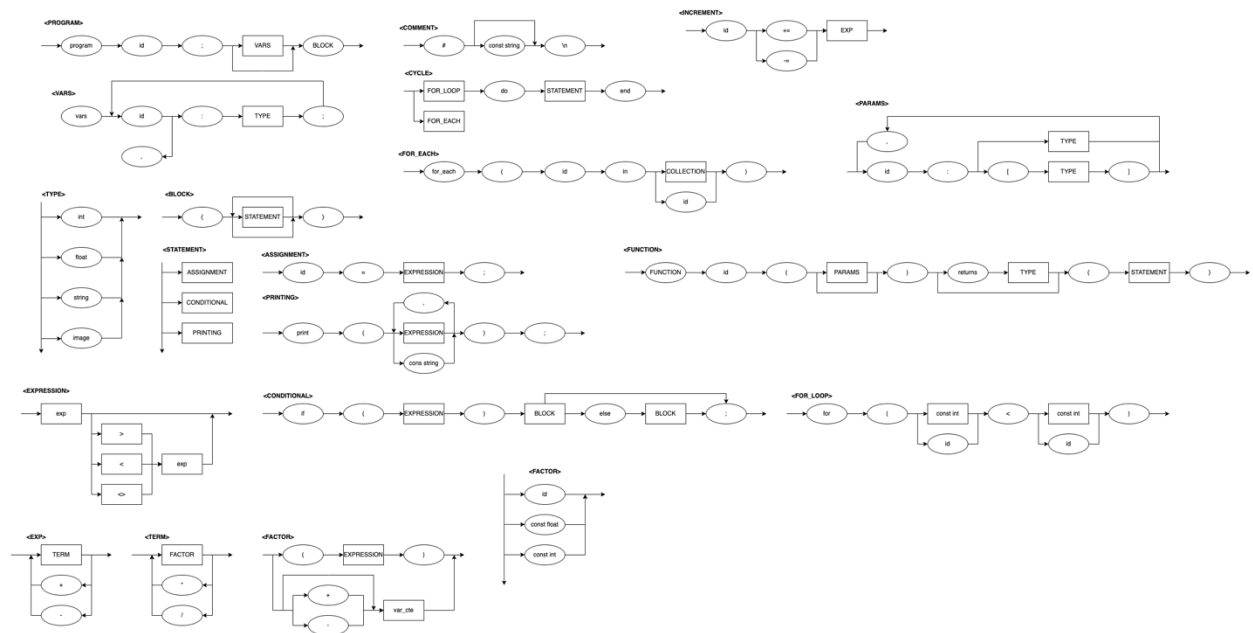 <PROGRAM>
program id ; VARS BLOCK
<COMMENT>
# const string \n
<INCREMENT>
id += EXP
-=
<VARS>
vars id : TYPE ;
,
<CYCLE>
FOR_LOOP do STATEMENT end
FOR_EACH
<PARAMS>
,
TYPE
id : [ TYPE ]
<FOR_EACH>
for_each ( id in COLLECTION )
id
<TYPE>
int
float
string
image
<BLOCK>
{ STATEMENT }
<STATEMENT>
ASSIGNMENT
CONDITIONAL
PRINTING
<ASSIGNMENT>
id = EXPRESSION ;
<PRINTING>
,
print ( EXPRESSION ) ;
cons string
<FUNCTION>
FUNCTION id ( PARAMS ) returns TYPE { STATEMENT }
<EXPRESSION>
exp
>
< exp
<>
<CONDITIONAL>
if ( EXPRESSION ) BLOCK else BLOCK ;
<FOR_LOOP>
for ( const int < const int )
id id
<FACTOR>
id
const float
const int
<EXP>
TERM
+
-
<TERM>
FACTOR
*
/
<FACTOR>
( EXPRESSION )
+
- var_cte